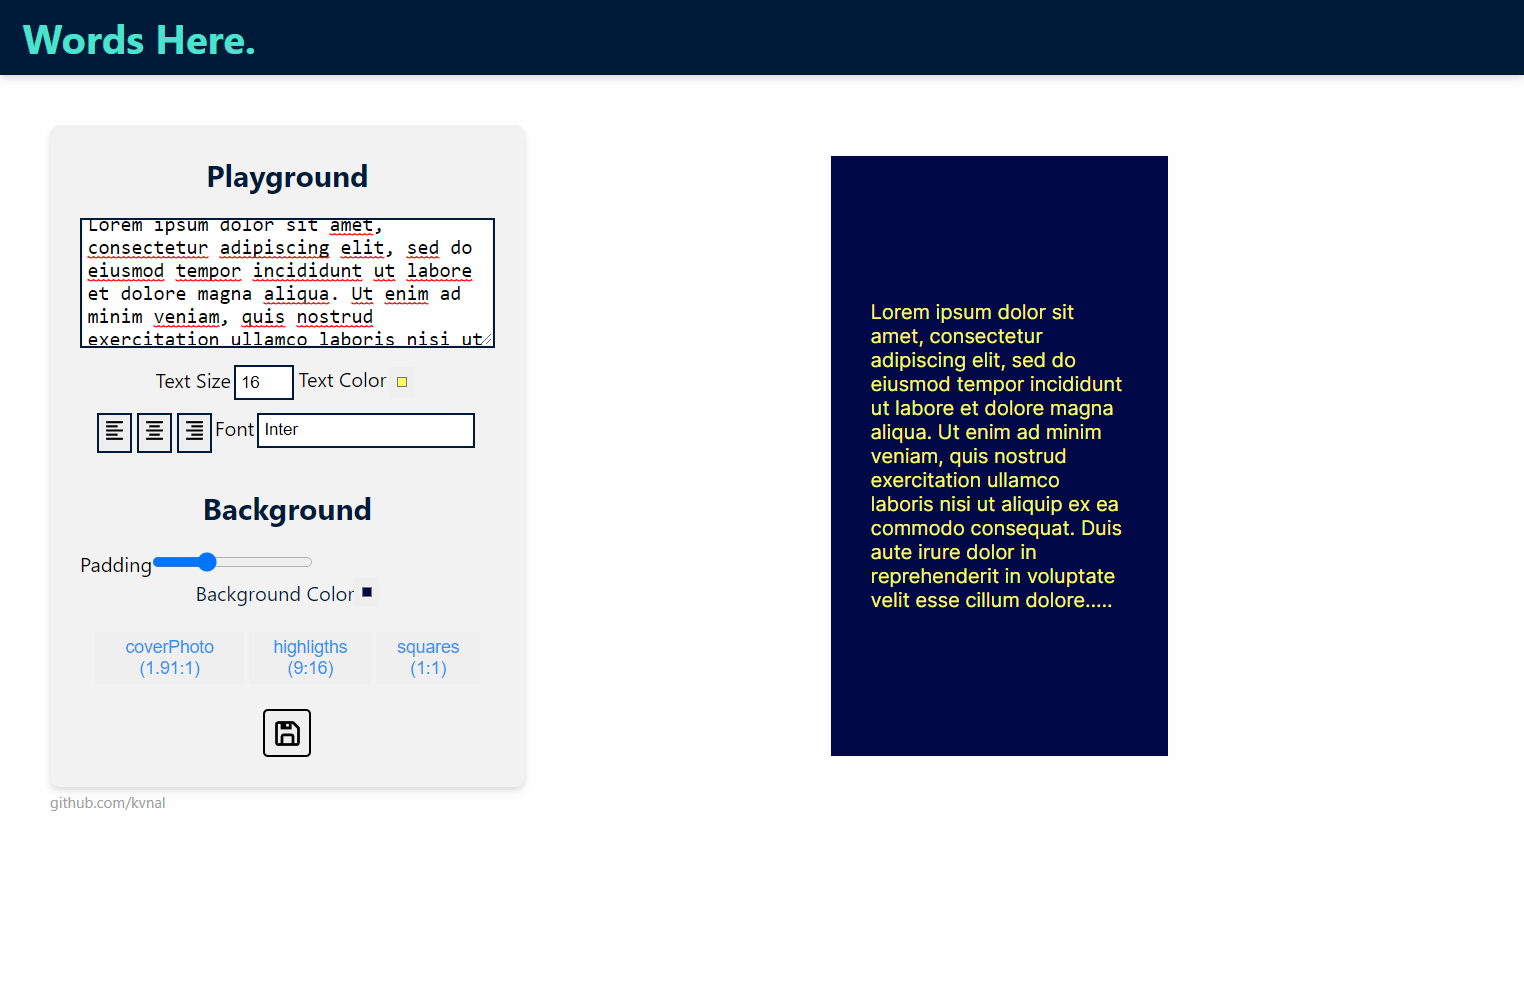 Words Here.
Playground
Lorem ipsum dolor sit amet,
consectetur adipiscing elit, sed do
eiusmod tempor incididunt ut labore
et dolore magna aliqua. Ut enim ad
minim veniam, quis nostrud
exercitation ullamco laboris nisi ut
Text Size 16 Text Color
Font Inter
Background
Padding
Background Color
coverPhoto
(1.91:1)
highligths
(9:16)
squares
(1:1)
github.com/kvnal
Lorem ipsum dolor sit
amet, consectetur
adipiscing elit, sed do
eiusmod tempor incididunt
ut labore et dolore magna
aliqua. Ut enim ad minim
veniam, quis nostrud
exercitation ullamco
laboris nisi ut aliquip ex ea
commodo consequat. Duis
aute irure dolor in
reprehenderit in voluptate
velit esse cillum dolore.....